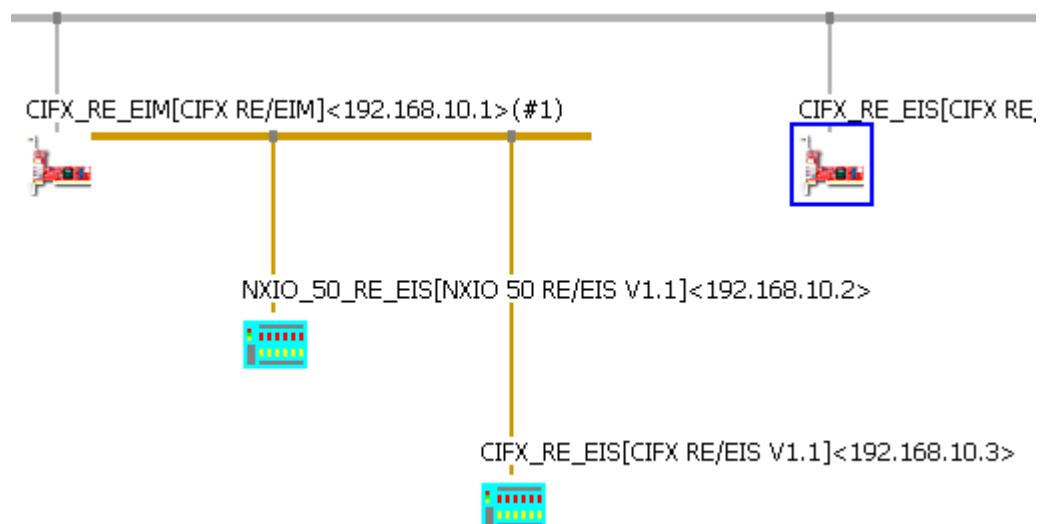 CIFX_RE_EIM[CIFX RE/EIM]<192.168.10.1>(#1)
CIFX_RE_EIS[CIFX RE/
NXIO_50_RE_EIS[NXIO 50 RE/EIS V1.1]<192.168.10.2>
CIFX_RE_EIS[CIFX RE/EIS V1.1]<192.168.10.3>